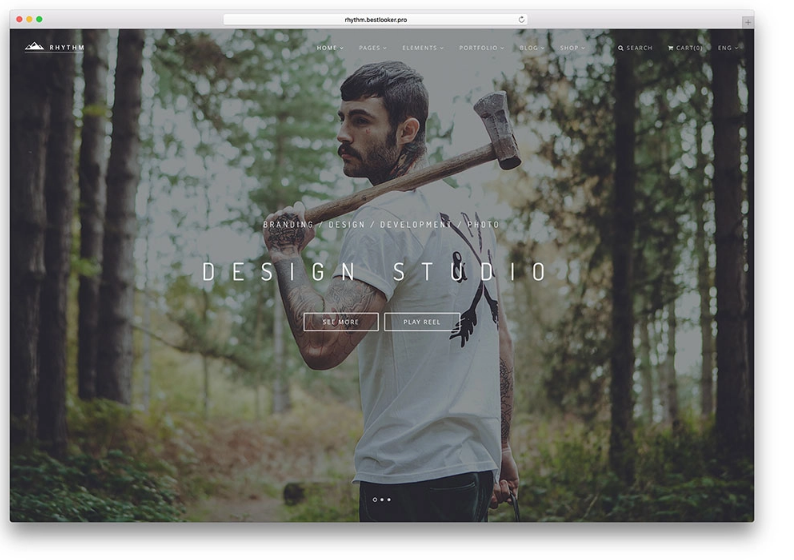 rhythm.bestlooker.pro
RHYTHM HOME PAGES ELEMENTS PORTFOLIO BLOG SHOP SEARCH CART(0) ENG
BRANDING / DESIGN / DEVELOPMENT / PHOTO
DESIGN STUDIO
SEE MORE PLAY REEL
&